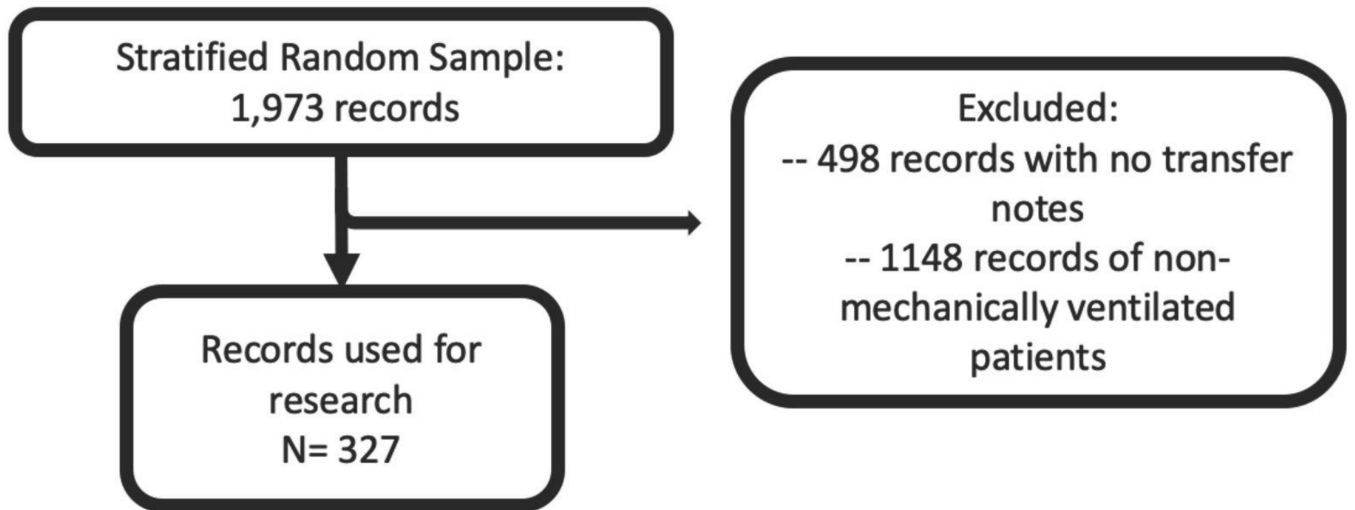 Stratified Random Sample:
1,973 records
Excluded:
-- 498 records with no transfer
notes
-- 1148 records of non-
mechanically ventilated
patients
Records used for
research
N= 327